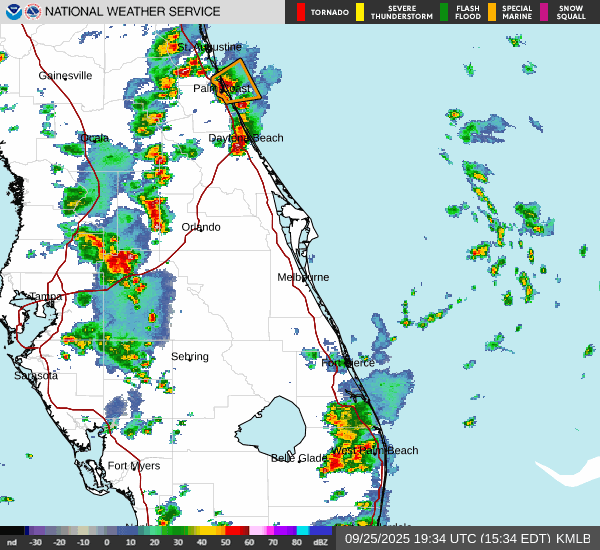 NATIONAL WEATHER SERVICE
TORNADO
SEVERE THUNDERSTORM
FLASH FLOOD
SPECIAL MARINE
SNOW SQUALL
St. Augustine
Gainesville
Palm Coast
Ocala
Daytona Beach
Orlando
Melbourne
Tampa
Sebring
Fort Pierce
Sarasota
West Palm Beach
Belle Glade
Fort Myers
nd -30 -20 -10 0 10 20 30 40 50 60 70 80 dBZ
09/25/2025 19:34 UTC (15:34 EDT) KMLB